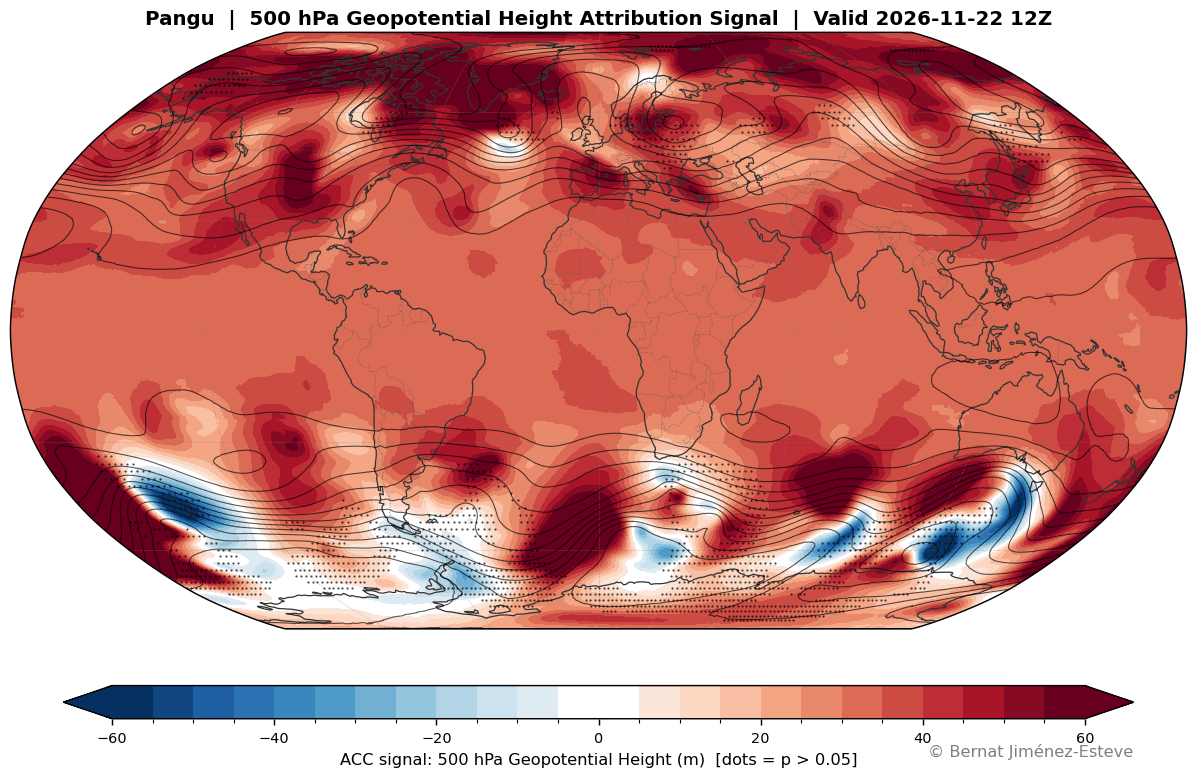 Pangu | 500 hPa Geopotential Height Attribution Signal | Valid 2026-11-22 12Z
−60 −40 −20 0 20 40 60
ACC signal: 500 hPa Geopotential Height (m) [dots = p > 0.05]
© Bernat Jiménez-Esteve